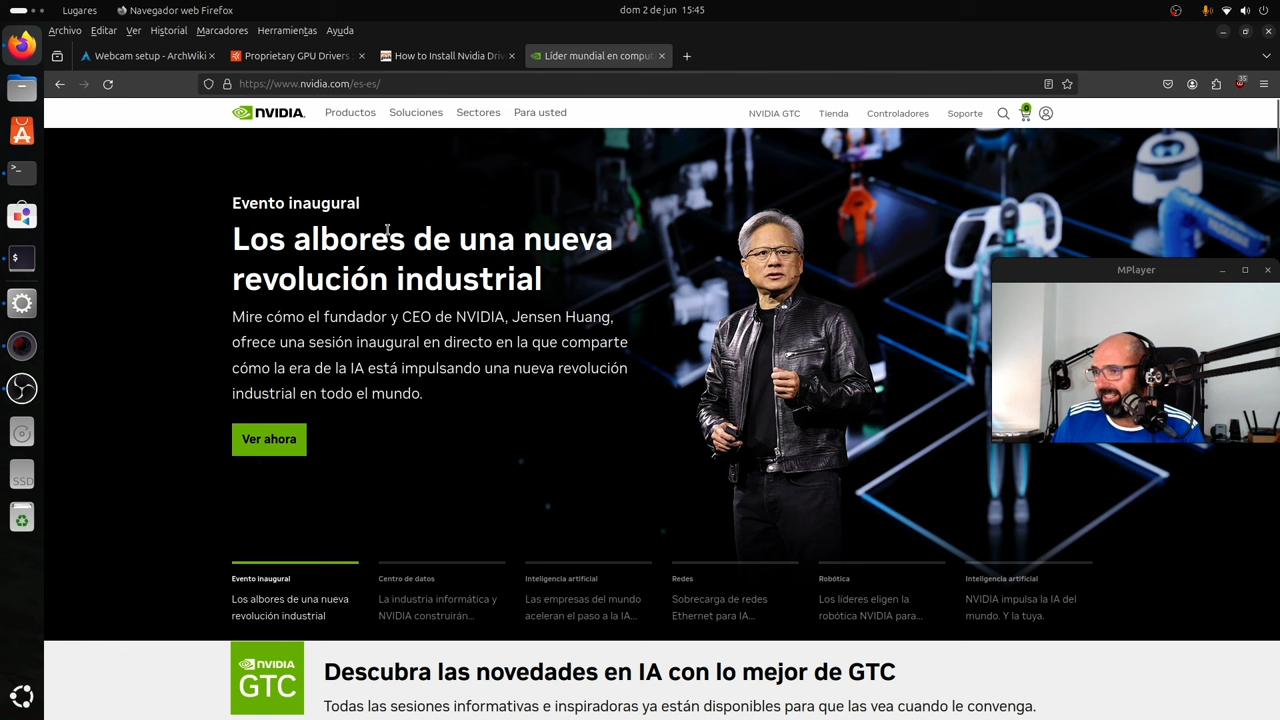 Lugares
Navegador web Firefox
dom 2 de jun 15:45
Archivo Editar Ver Historial Marcadores Herramientas Ayuda
Webcam setup - ArchWiki
Proprietary GPU Drivers
How to Install Nvidia Driv
Líder mundial en computa
https://www.nvidia.com/es-es/
35
NVIDIA.
Productos Soluciones Sectores Para usted
NVIDIA GTC Tienda Controladores Soporte
0
Evento inaugural
Los albores de una nueva
revolución industrial
Mire cómo el fundador y CEO de NVIDIA, Jensen Huang,
ofrece una sesión inaugural en directo en la que comparte
cómo la era de la IA está impulsando una nueva revolución
industrial en todo el mundo.
Ver ahora
MPlayer
SSD
Evento inaugural
Los albores de una nueva
revolución industrial
Centro de datos
La industria informática y
NVIDIA construirán...
Inteligencia artificial
Las empresas del mundo
aceleran el paso a la IA...
Redes
Sobrecarga de redes
Ethernet para IA...
Robótica
Los líderes eligen la
robótica NVIDIA para...
Inteligencia artificial
NVIDIA impulsa la IA del
mundo. Y la tuya.
NVIDIA
GTC
Descubra las novedades en IA con lo mejor de GTC
Todas las sesiones informativas e inspiradoras ya están disponibles para que las vea cuando le convenga.